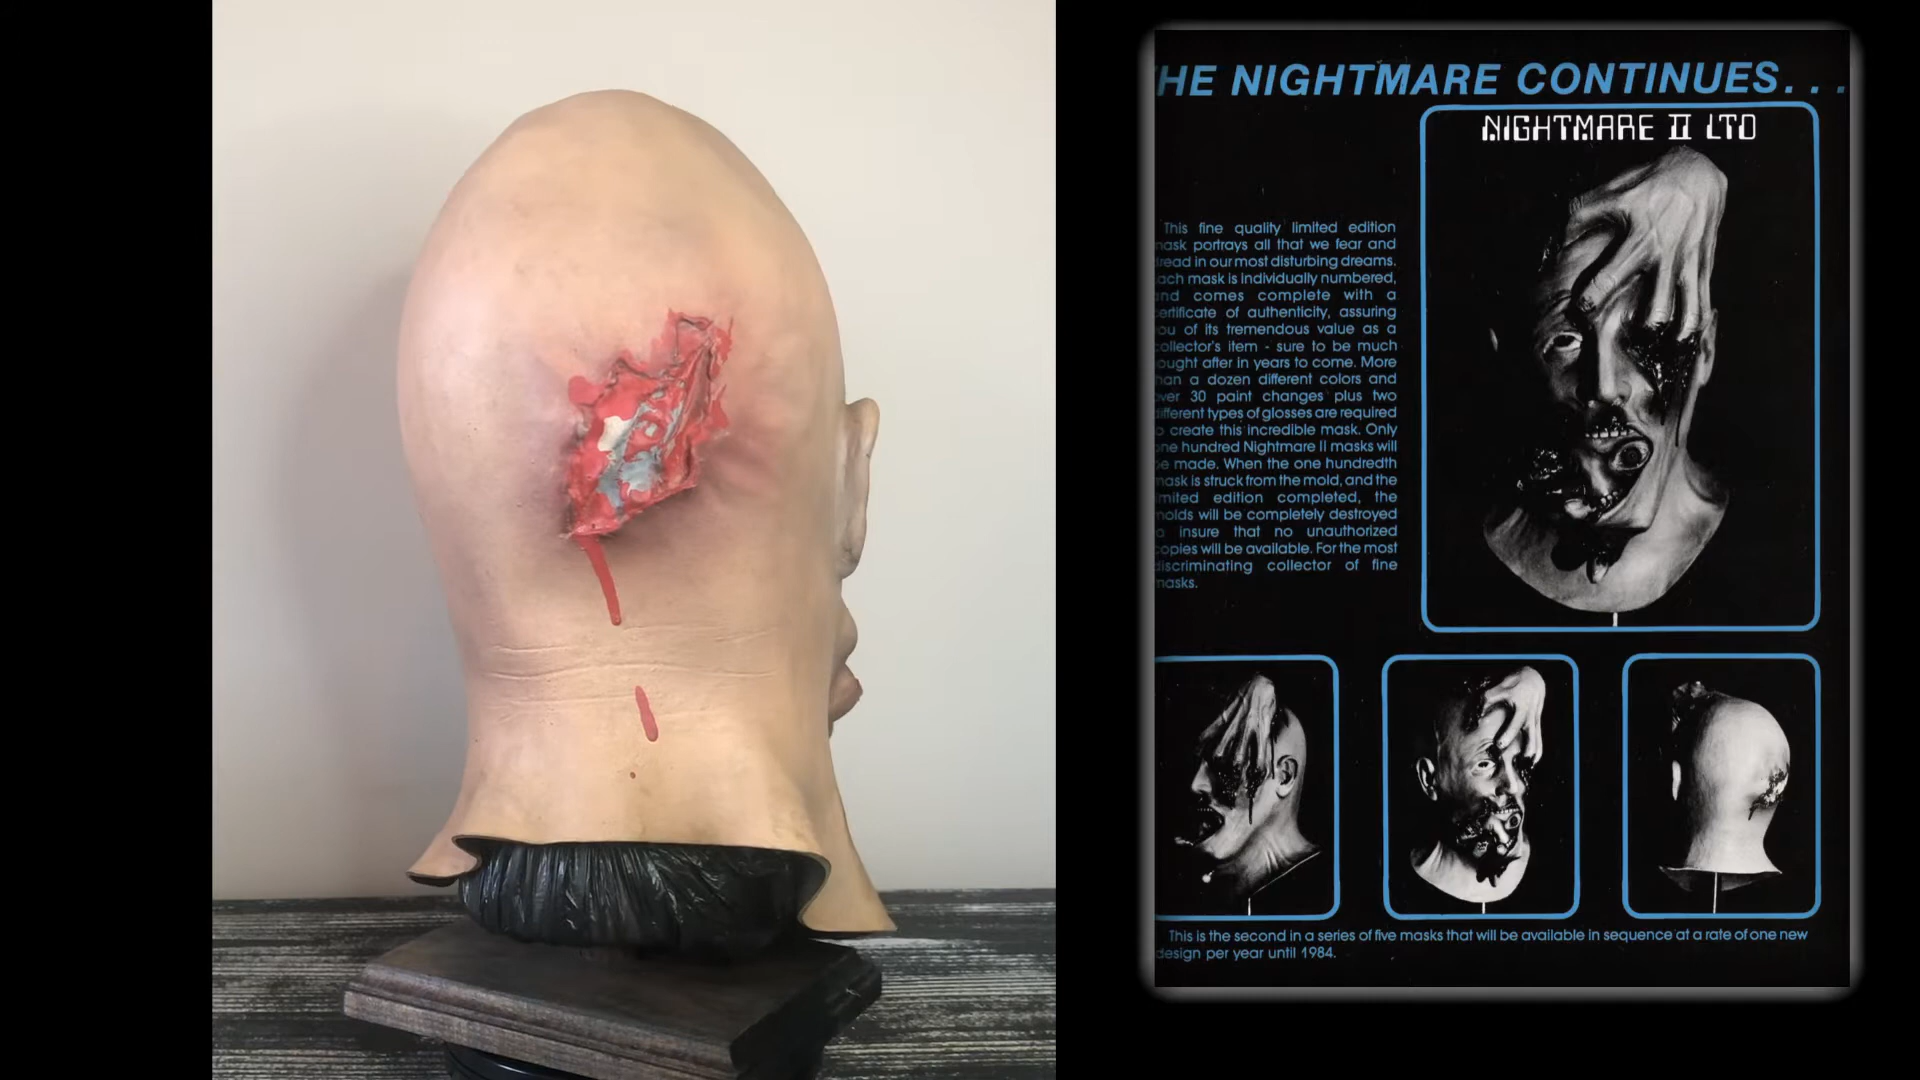 HE NIGHTMARE CONTINUES. . .
NIGHTMARE II LTD
This fine quality limited edition
ask portrays all that we fear and
read in our most disturbing dreams.
ach mask is individually numbered,
nd comes complete with a
ertificate of authenticity, assuring
ou of its tremendous value as a
ollector's item - sure to be much
ought after in years to come. More
an a dozen different colors and
ver 30 paint changes plus two
ifferent types of glosses are required
o create this incredible mask. Only
ne hundred Nightmare II masks will
e made. When the one hundredth
ask is struck from the mold, and the
mited edition completed, the
olds will be completely destroyed
o insure that no unauthorized
opies will be available. For the most
iscriminating collector of fine
asks.
This is the second in a series of five masks that will be available in sequence at a rate of one new
esign per year until 1984.